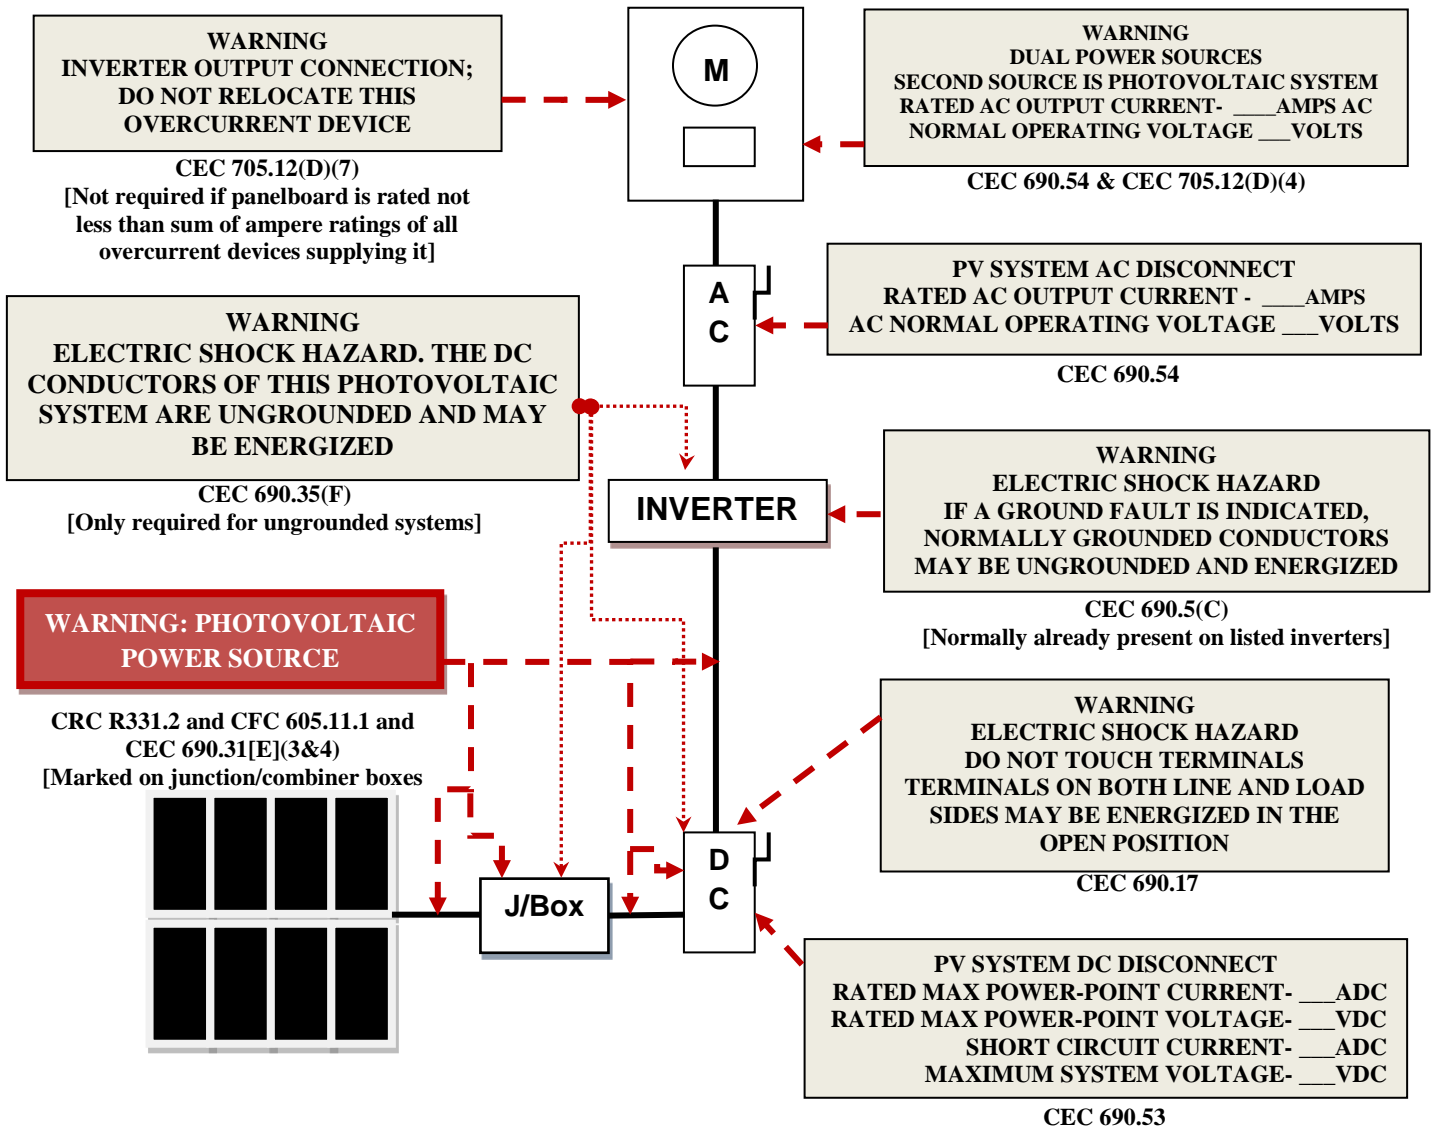 WARNING
INVERTER OUTPUT CONNECTION;
DO NOT RELOCATE THIS
OVERCURRENT DEVICE
CEC 705.12(D)(7)
[Not required if panelboard is rated not
less than sum of ampere ratings of all
overcurrent devices supplying it]
M
WARNING
DUAL POWER SOURCES
SECOND SOURCE IS PHOTOVOLTAIC SYSTEM
RATED AC OUTPUT CURRENT- ____AMPS AC
NORMAL OPERATING VOLTAGE ___VOLTS
CEC 690.54 & CEC 705.12(D)(4)
A
C
PV SYSTEM AC DISCONNECT
RATED AC OUTPUT CURRENT - ____AMPS
AC NORMAL OPERATING VOLTAGE ___VOLTS
CEC 690.54
WARNING
ELECTRIC SHOCK HAZARD. THE DC
CONDUCTORS OF THIS PHOTOVOLTAIC
SYSTEM ARE UNGROUNDED AND MAY
BE ENERGIZED
CEC 690.35(F)
[Only required for ungrounded systems]
INVERTER
WARNING
ELECTRIC SHOCK HAZARD
IF A GROUND FAULT IS INDICATED,
NORMALLY GROUNDED CONDUCTORS
MAY BE UNGROUNDED AND ENERGIZED
CEC 690.5(C)
[Normally already present on listed inverters]
WARNING: PHOTOVOLTAIC
POWER SOURCE
CRC R331.2 and CFC 605.11.1 and
CEC 690.31[E](3&4)
[Marked on junction/combiner boxes
WARNING
ELECTRIC SHOCK HAZARD
DO NOT TOUCH TERMINALS
TERMINALS ON BOTH LINE AND LOAD
SIDES MAY BE ENERGIZED IN THE
OPEN POSITION
CEC 690.17
J/Box
D
C
PV SYSTEM DC DISCONNECT
RATED MAX POWER-POINT CURRENT- ___ADC
RATED MAX POWER-POINT VOLTAGE- ___VDC
SHORT CIRCUIT CURRENT- ___ADC
MAXIMUM SYSTEM VOLTAGE- ___VDC
CEC 690.53